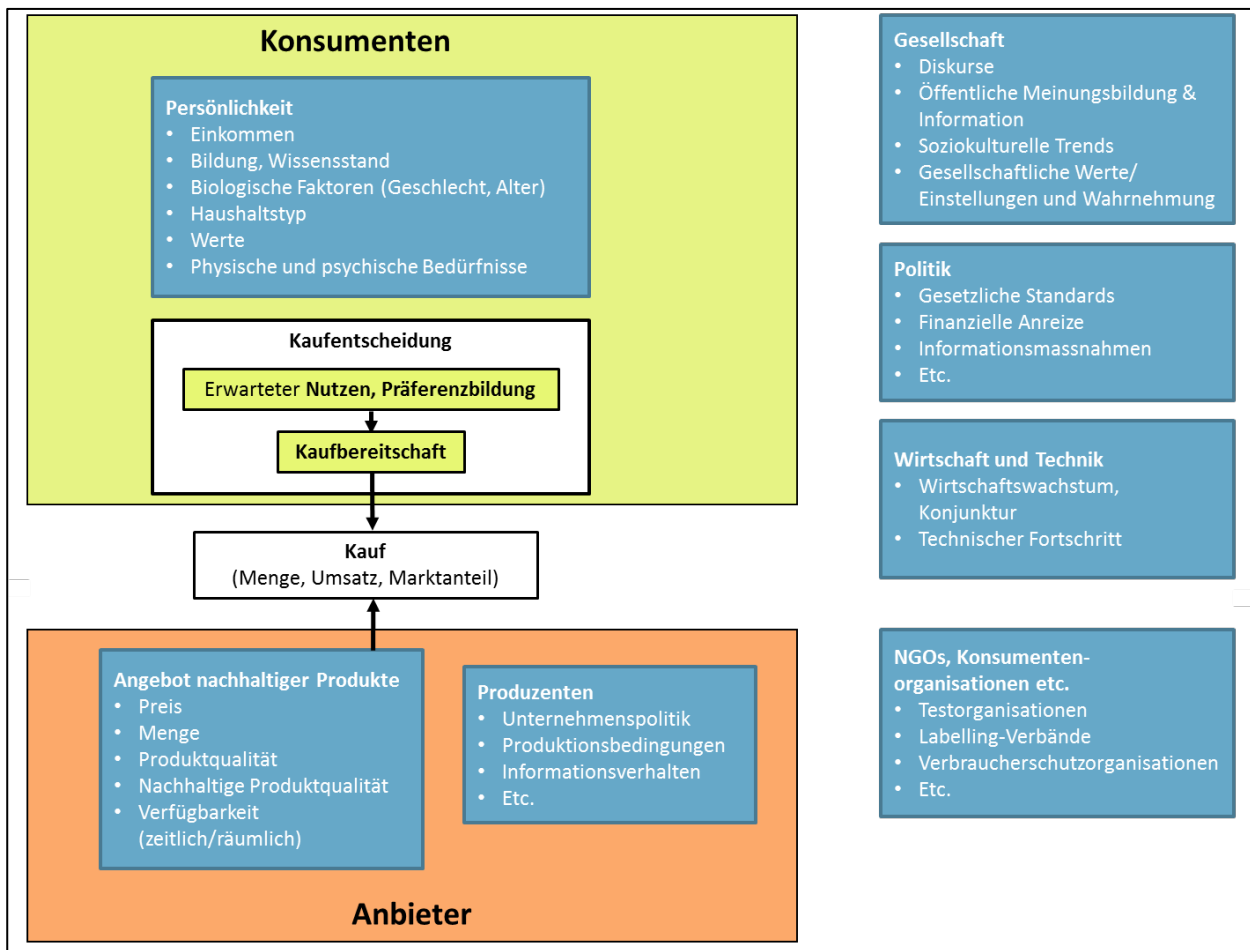 Konsumenten
Persönlichkeit
• Einkommen
• Bildung, Wissensstand
• Biologische Faktoren (Geschlecht, Alter)
• Haushaltstyp
• Werte
• Physische und psychische Bedürfnisse
Kaufentscheidung
Erwarteter Nutzen, Präferenzbildung
Kaufbereitschaft
Kauf
(Menge, Umsatz, Marktanteil)
Angebot nachhaltiger Produkte
• Preis
• Menge
• Produktqualität
• Nachhaltige Produktqualität
• Verfügbarkeit
(zeitlich/räumlich)
Produzenten
• Unternehmenspolitik
• Produktionsbedingungen
• Informationsverhalten
• Etc.
Anbieter
Gesellschaft
• Diskurse
• Öffentliche Meinungsbildung &
Information
• Soziokulturelle Trends
• Gesellschaftliche Werte/
Einstellungen und Wahrnehmung
Politik
• Gesetzliche Standards
• Finanzielle Anreize
• Informationsmassnahmen
• Etc.
Wirtschaft und Technik
• Wirtschaftswachstum,
Konjunktur
• Technischer Fortschritt
NGOs, Konsumenten-
organisationen etc.
• Testorganisationen
• Labelling-Verbände
• Verbraucherschutzorganisationen
• Etc.